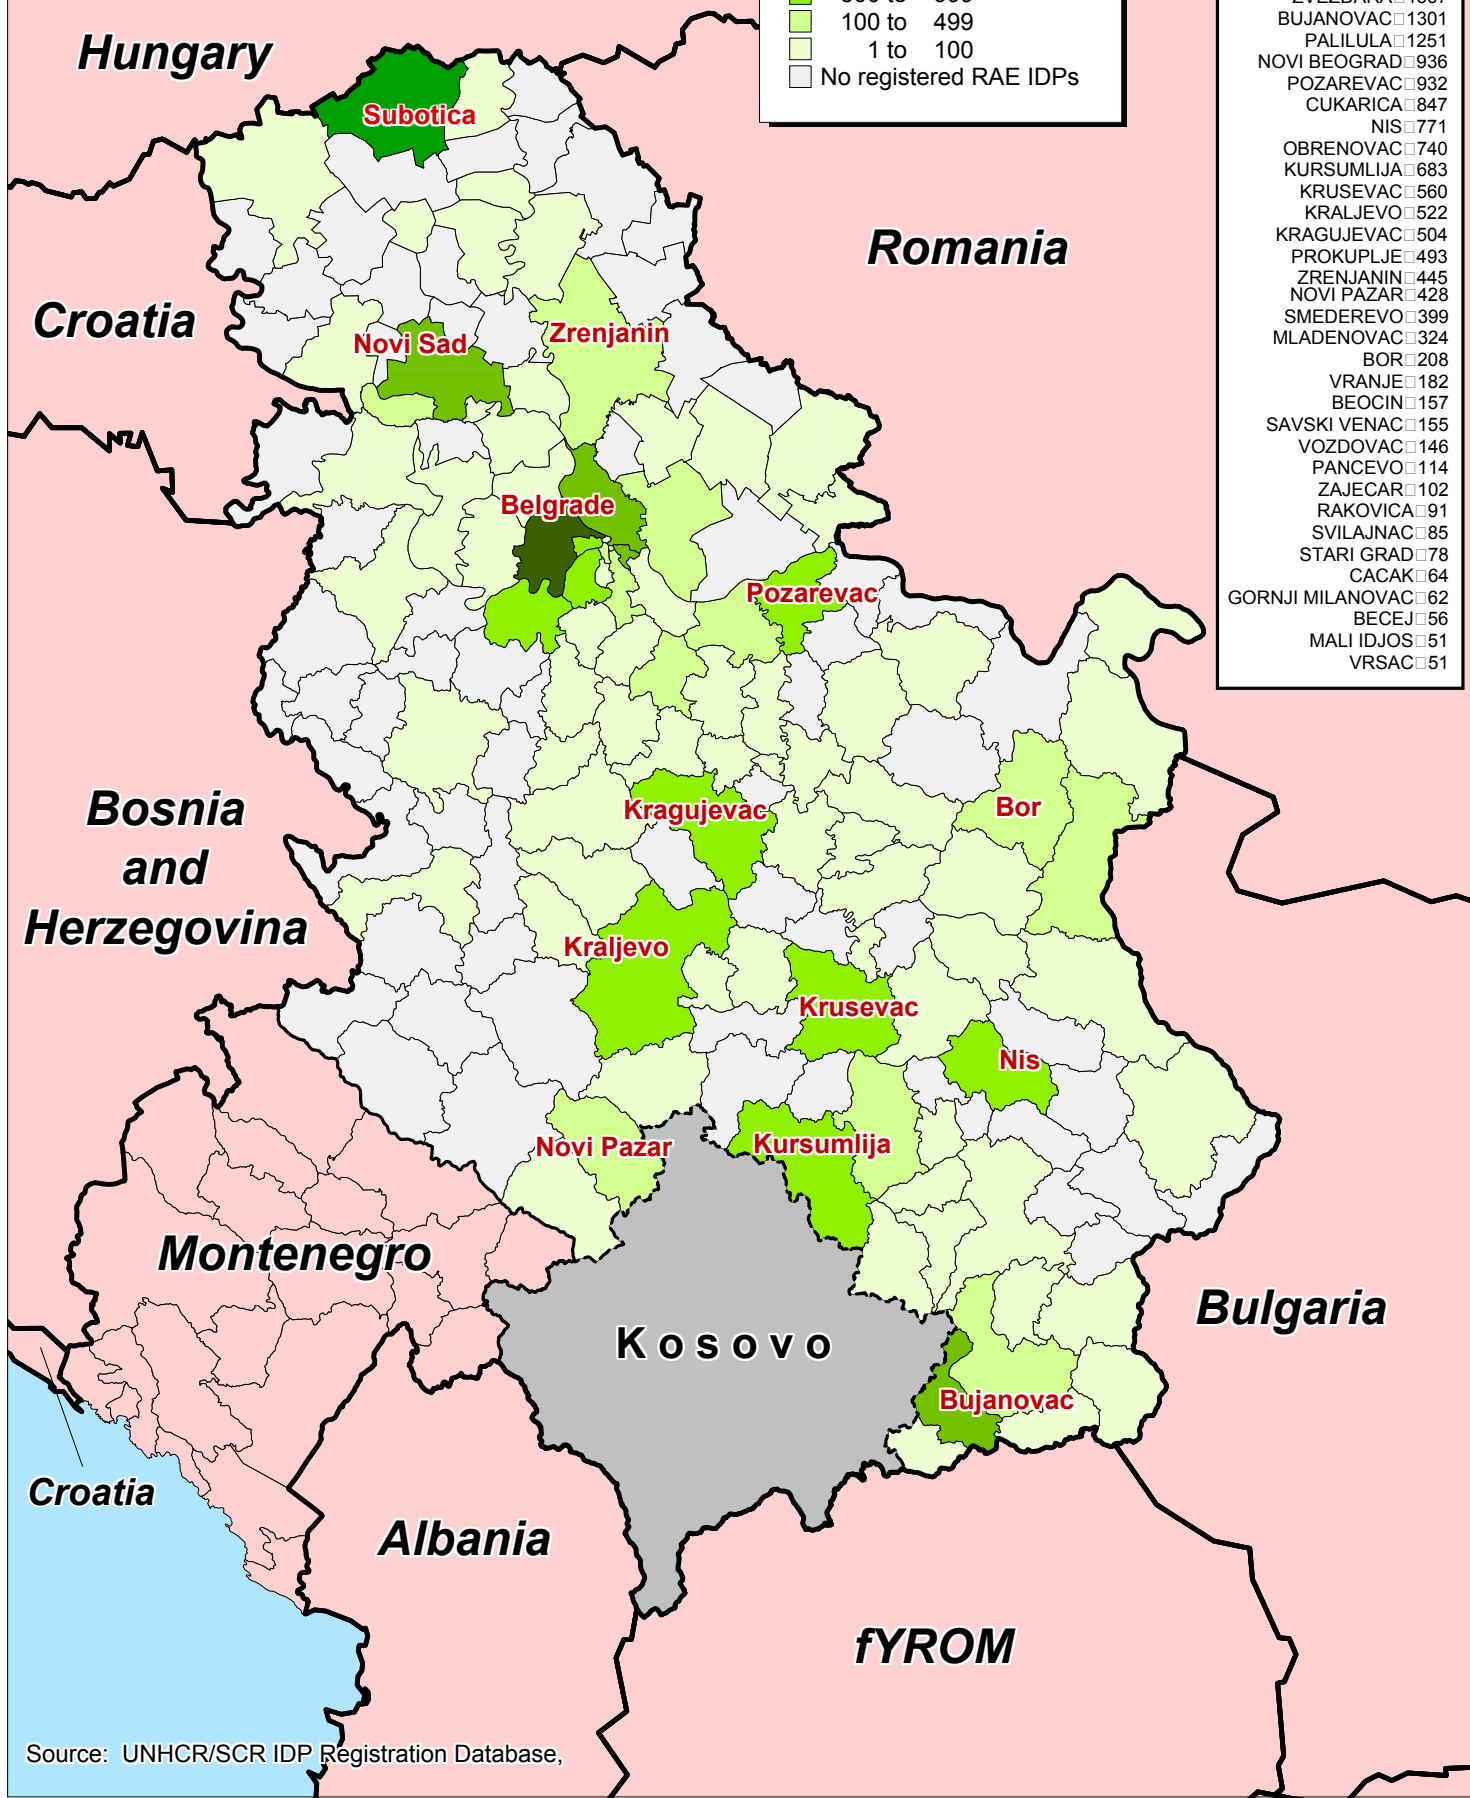 100 to 499
1 to 100
No registered RAE IDPs
BUJANOVAC□1301
PALILULA□1251
NOVI BEOGRAD□936
POZAREVAC□932
CUKARICA□847
NIS□771
OBRENOVAC□740
KURSUMLIJA□683
KRUSEVAC□560
KRALJEVO□522
KRAGUJEVAC□504
PROKUPLJE□493
ZRENJANIN□445
NOVI PAZAR□428
SMEDEREVO□399
MLADENOVAC□324
BOR□208
VRANJE□182
BEOCIN□157
SAVSKI VENAC□155
VOZDOVAC□146
PANCEVO□114
ZAJECAR□102
RAKOVICA□91
SVILAJNAC□85
STARI GRAD□78
CACAK□64
GORNJI MILANOVAC□62
BECEJ□56
MALI IDJOS□51
VRSAC□51
Hungary
Subotica
Romania
Croatia
Novi Sad
Zrenjanin
Belgrade
Pozarevac
Bosnia
and
Herzegovina
Kragujevac
Bor
Kraljevo
Krusevac
Nis
Novi Pazar
Kursumlija
Montenegro
Bulgaria
Kosovo
Bujanovac
Croatia
Albania
fYROM
Source: UNHCR/SCR IDP Registration Database,